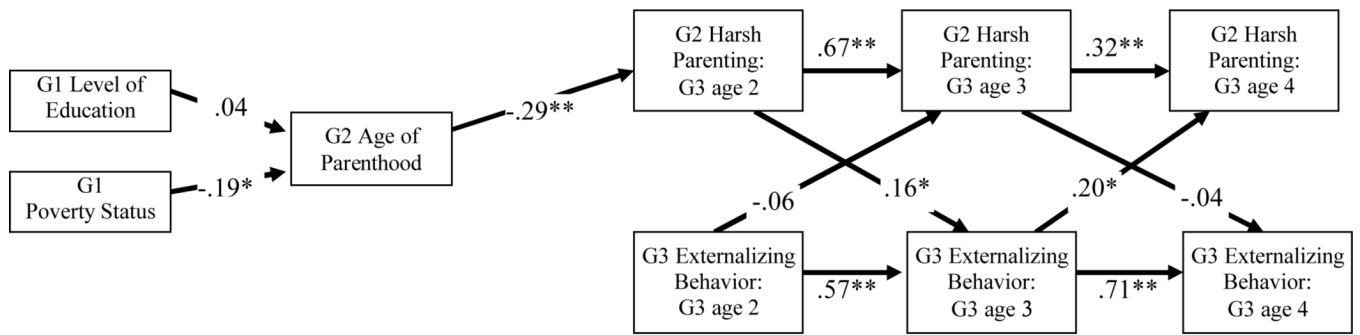 G1 Level of
Education
.04
G1
Poverty Status
-.19*
G2 Age of
Parenthood
-.29**
G2 Harsh
Parenting:
G3 age 2
.67**
G2 Harsh
Parenting:
G3 age 3
.32**
G2 Harsh
Parenting:
G3 age 4
-.06
.16*
.20*
-.04
G3 Externalizing
Behavior:
G3 age 2
.57**
G3 Externalizing
Behavior:
G3 age 3
.71**
G3 Externalizing
Behavior:
G3 age 4